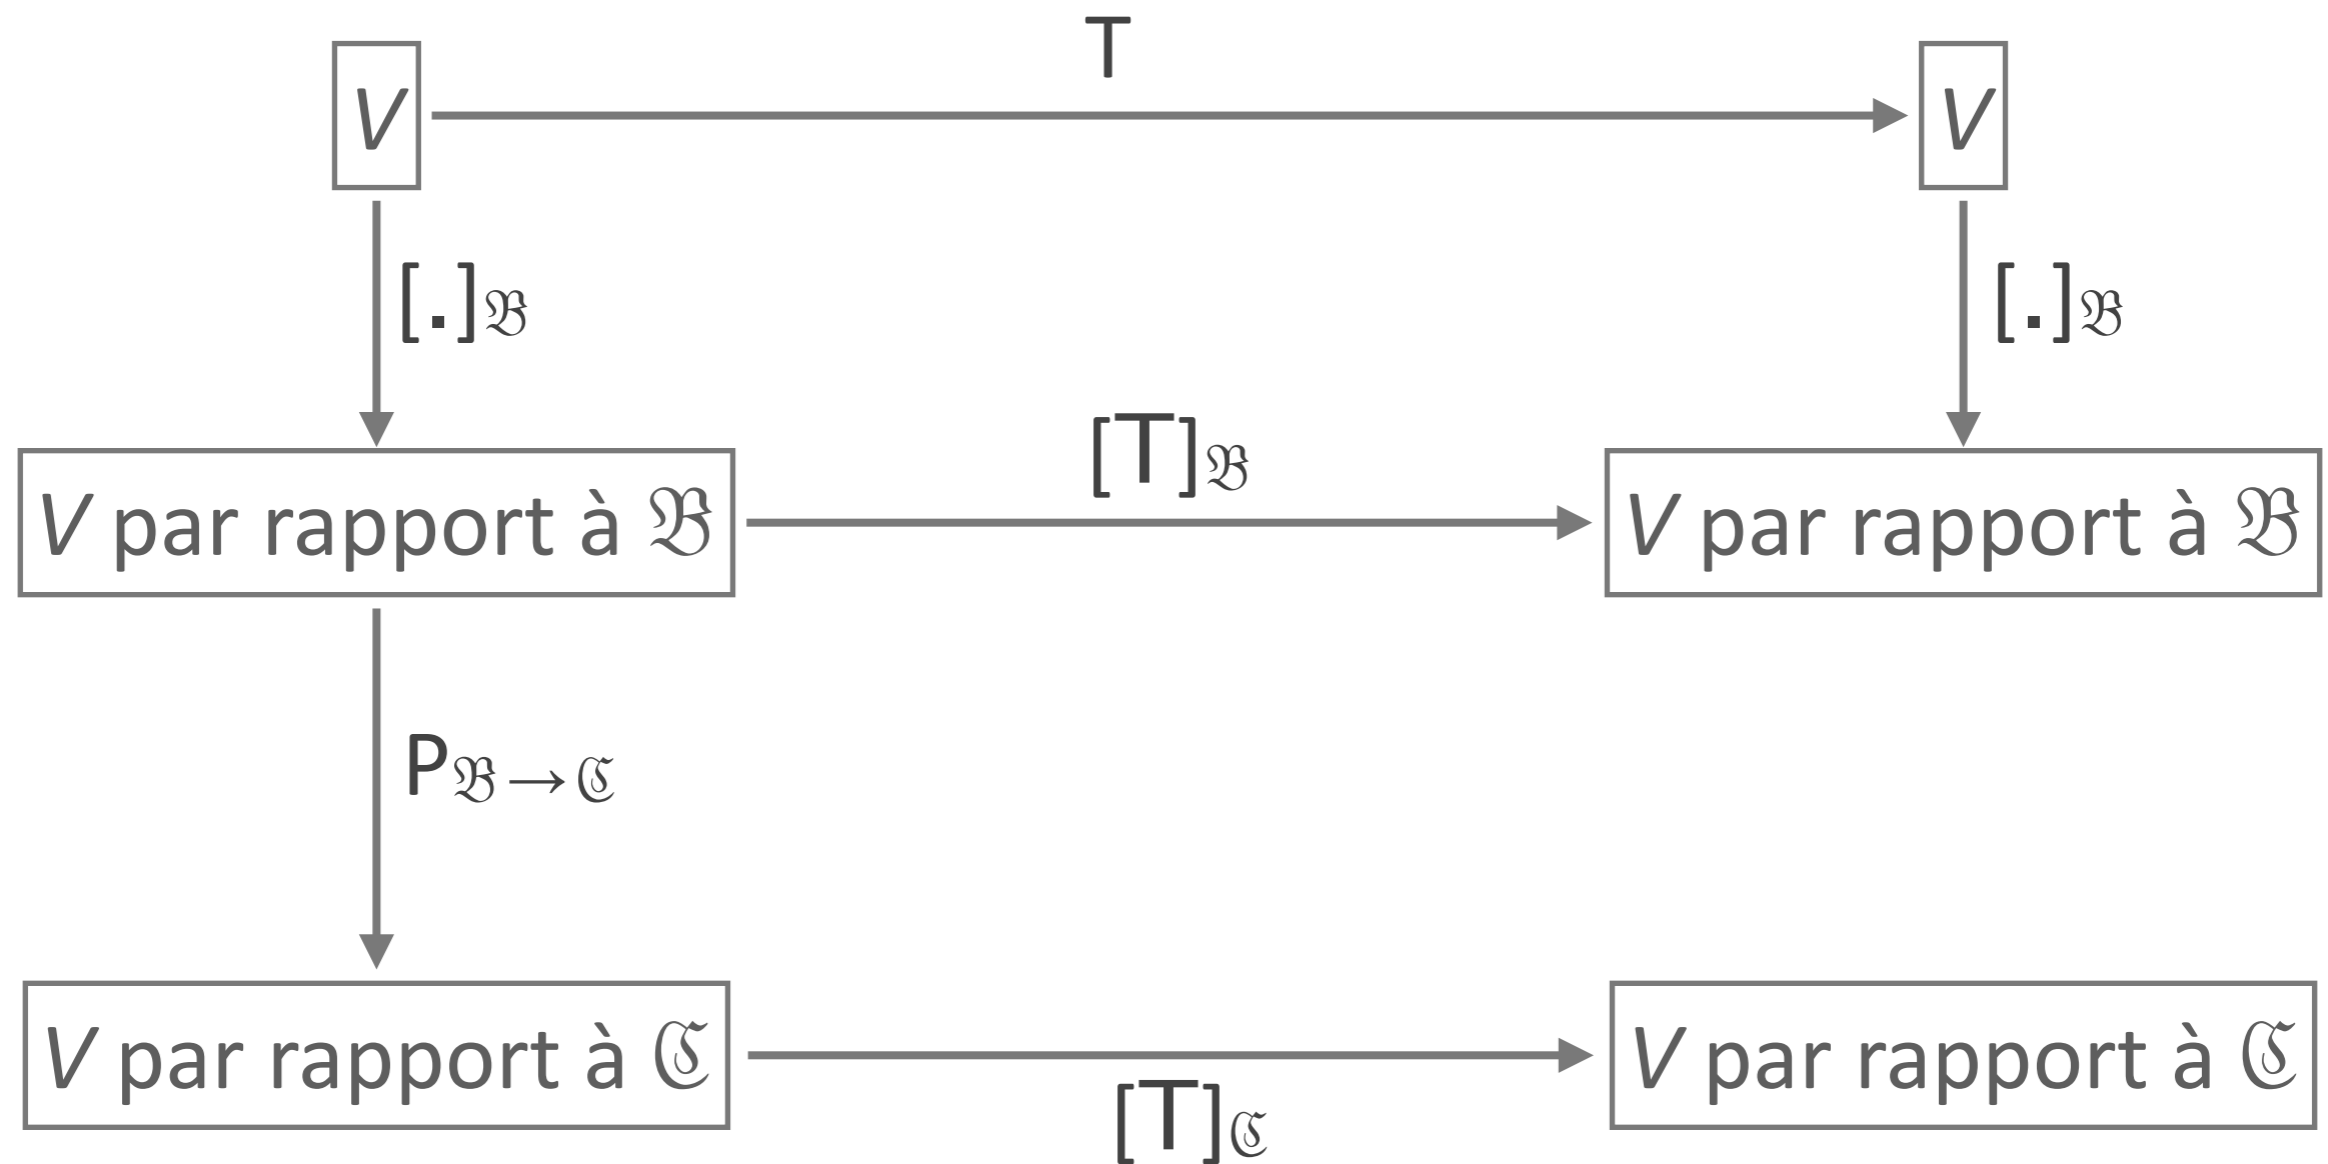 T
V
V
[.]𝔅
[.]𝔅
[T]𝔅
V par rapport à 𝔅
V par rapport à 𝔅
P𝔅→ℭ
V par rapport à ℭ
V par rapport à ℭ
[T]ℭ